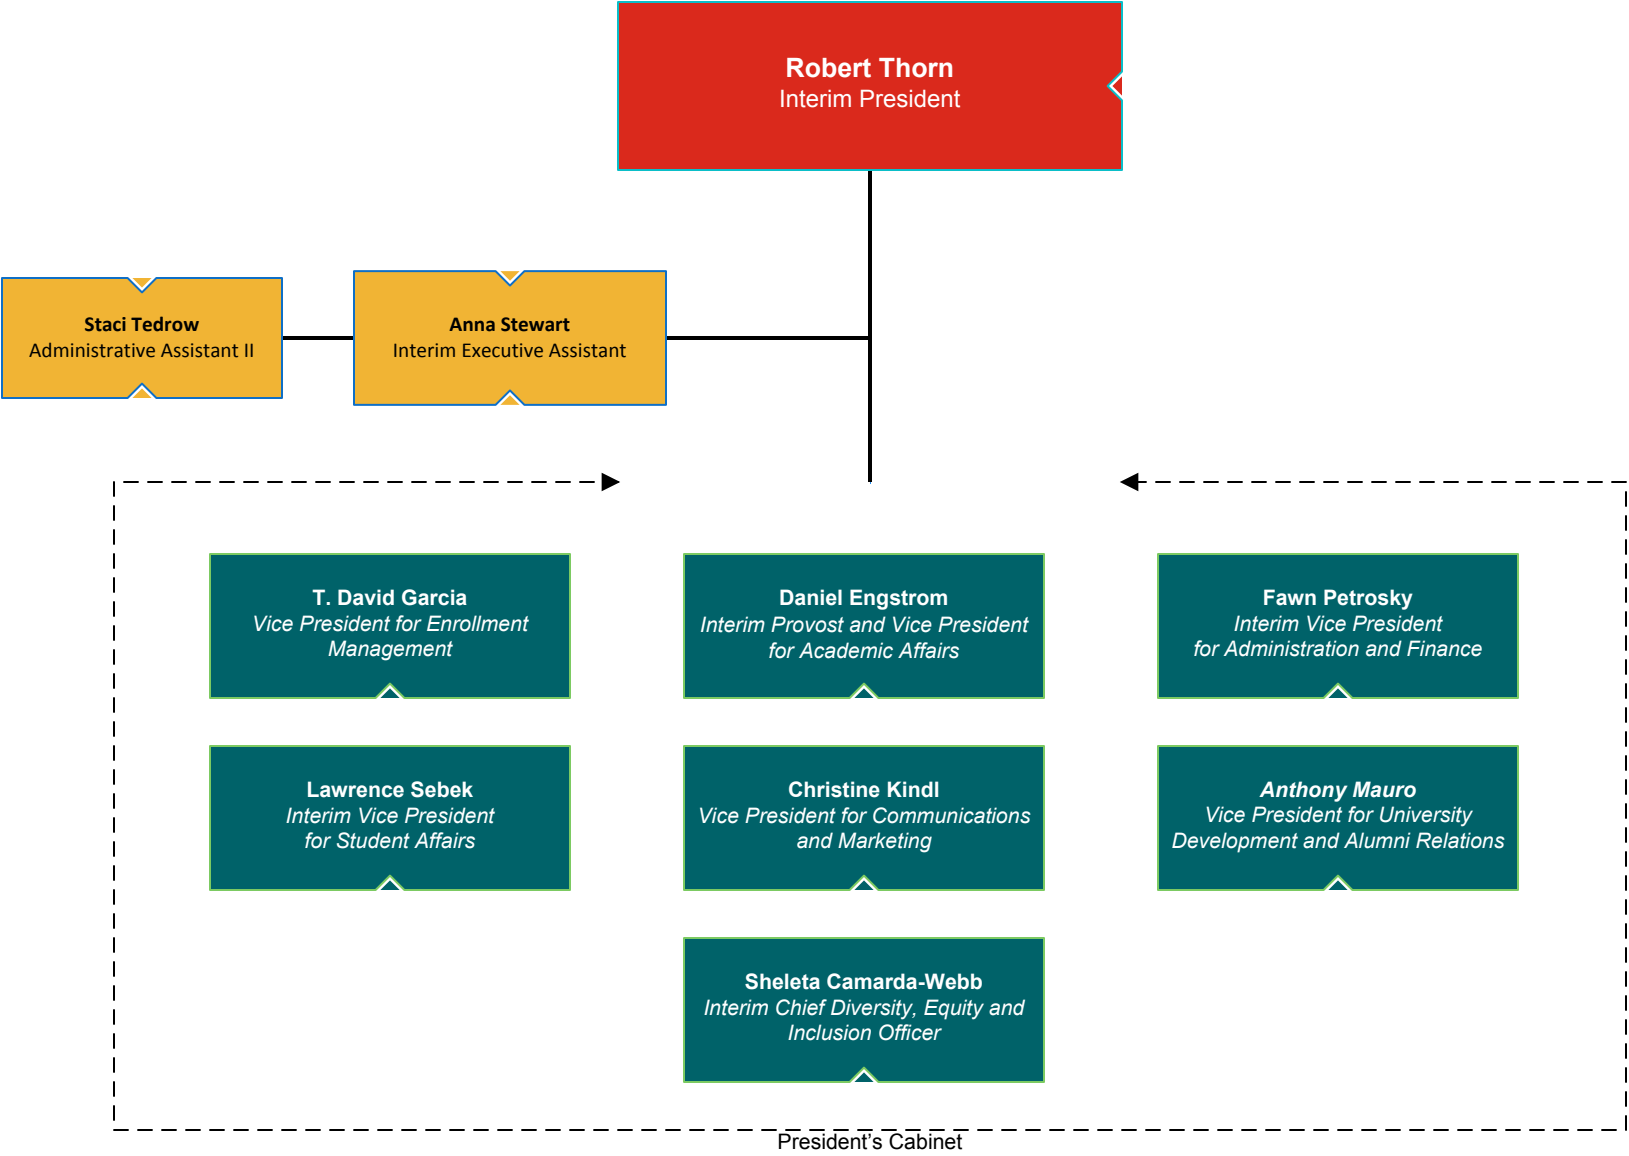 Robert Thorn
Interim President
Staci Tedrow
Administrative Assistant II
Anna Stewart
Interim Executive Assistant
T. David Garcia
Vice President for Enrollment
Management
Daniel Engstrom
Interim Provost and Vice President
for Academic Affairs
Fawn Petrosky
Interim Vice President
for Administration and Finance
Lawrence Sebek
Interim Vice President
for Student Affairs
Christine Kindl
Vice President for Communications
and Marketing
Anthony Mauro
Vice President for University
Development and Alumni Relations
Sheleta Camarda-Webb
Interim Chief Diversity, Equity and
Inclusion Officer
President’s Cabinet